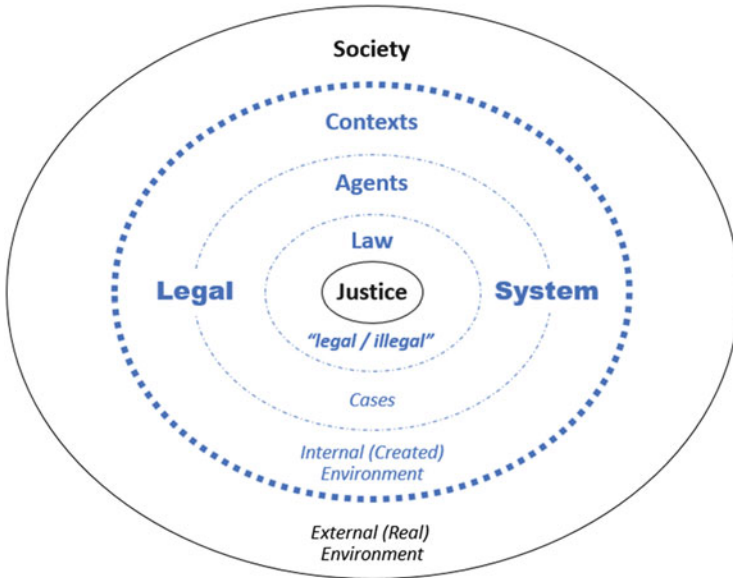 Society
Contexts
Agents
Law
Legal
Justice
System
“legal / illegal”
Cases
Internal (Created)
Environment
External (Real)
Environment